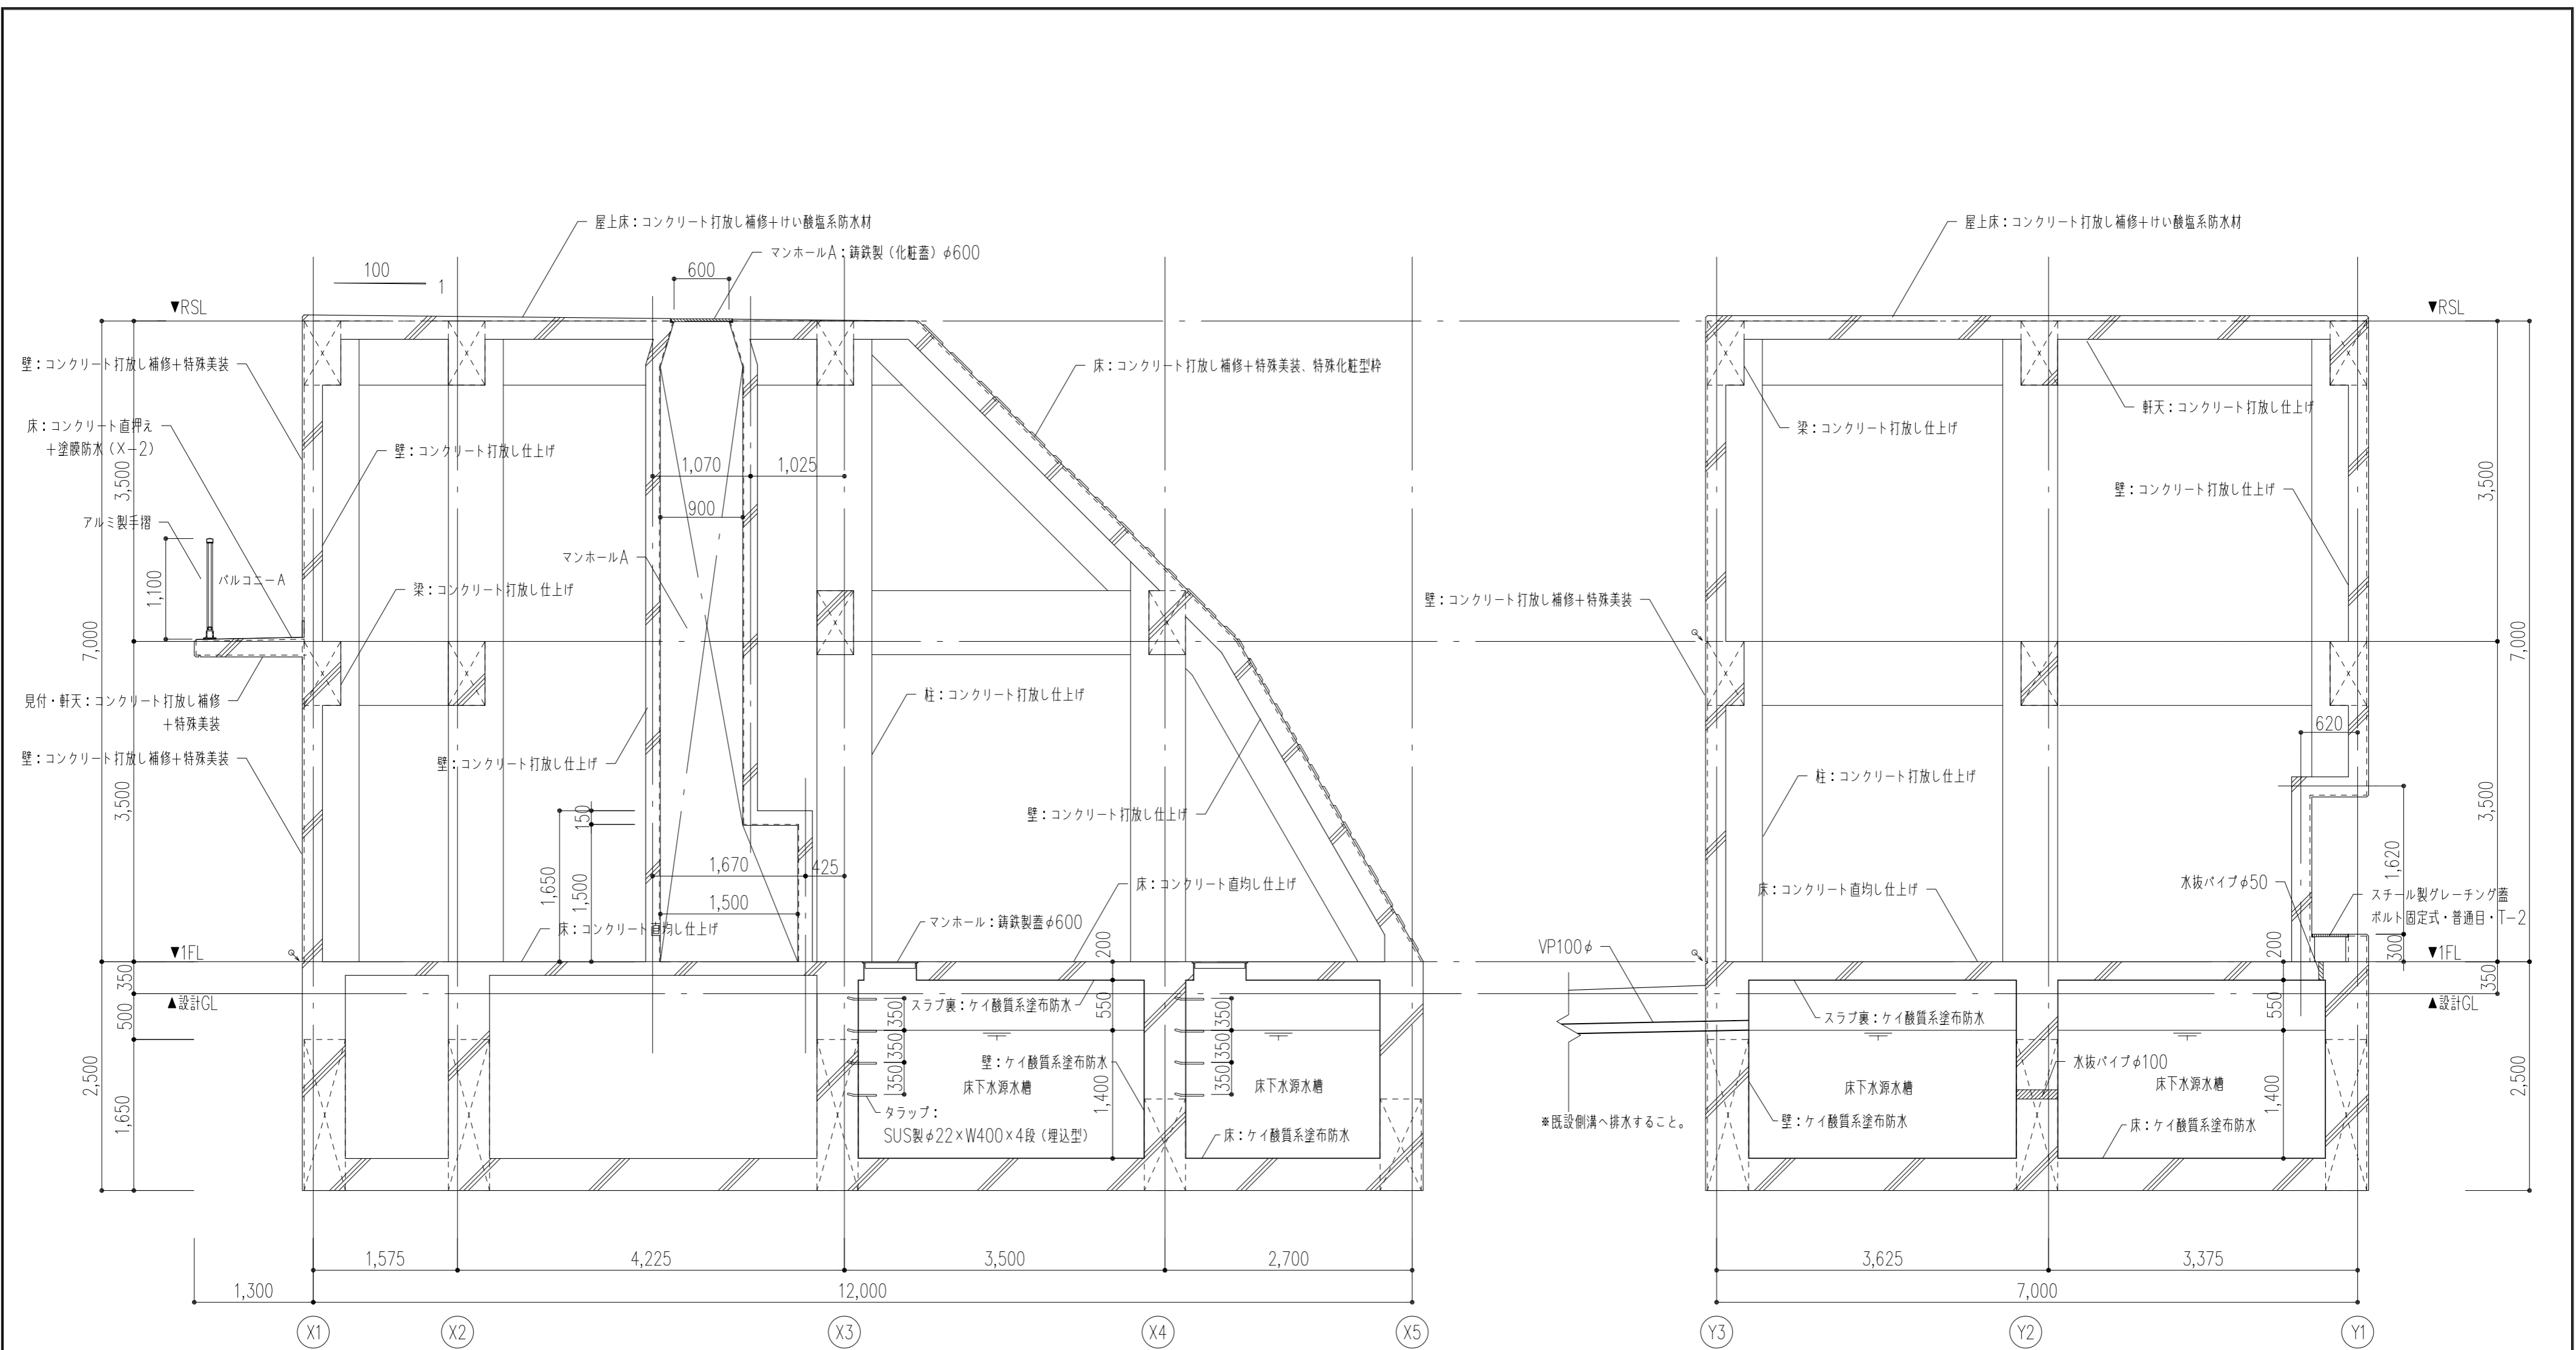 屋上床：コンクリート打放し補修＋けい酸塩系防水材
マンホールA：鋳鉄製（化粧蓋）φ600
100
1
600
▼RSL
壁：コンクリート打放し補修＋特殊美装
床：コンクリート直押え
＋塗膜防水（X－2）
3,500
アルミ製手摺
1,100
バルコニーA
7,000
見付・軒天：コンクリート打放し補修
＋特殊美装
壁：コンクリート打放し補修＋特殊美装
3,500
壁：コンクリート打放し仕上げ
梁：コンクリート打放し仕上げ
1,070
1,025
900
マンホールA
壁：コンクリート打放し仕上げ
150
1,650
1,500
1,670
425
1,500
床：コンクリート直均し仕上げ
床：コンクリート打放し補修＋特殊美装、特殊化粧型枠
柱：コンクリート打放し仕上げ
壁：コンクリート打放し仕上げ
床：コンクリート直均し仕上げ
マンホール：鋳鉄製蓋φ600
200
▼1FL
350
▲設計GL
500
2,500
1,650
スラブ裏：ケイ酸質系塗布防水
550
350
350
350
350
350
350
壁：ケイ酸質系塗布防水
床下水源水槽
床下水源水槽
1,400
タラップ：
SUS製φ22×W400×4段（埋込型）
床：ケイ酸質系塗布防水
1,575
4,225
3,500
2,700
1,300
12,000
X1
X2
X3
X4
X5
屋上床：コンクリート打放し補修＋けい酸塩系防水材
▼RSL
軒天：コンクリート打放し仕上げ
梁：コンクリート打放し仕上げ
3,500
壁：コンクリート打放し仕上げ
壁：コンクリート打放し補修＋特殊美装
7,000
620
柱：コンクリート打放し仕上げ
3,500
1,620
床：コンクリート直均し仕上げ
水抜パイプφ50
スチール製グレーチング蓋
ボルト固定式・普通目・T－2
VP100φ
200
300
▼1FL
350
▲設計GL
スラブ裏：ケイ酸質系塗布防水
550
水抜パイプφ100
床下水源水槽
床下水源水槽
1,400
2,500
※既設側溝へ排水すること。
壁：ケイ酸質系塗布防水
床：ケイ酸質系塗布防水
3,625
3,375
7,000
Y3
Y2
Y1